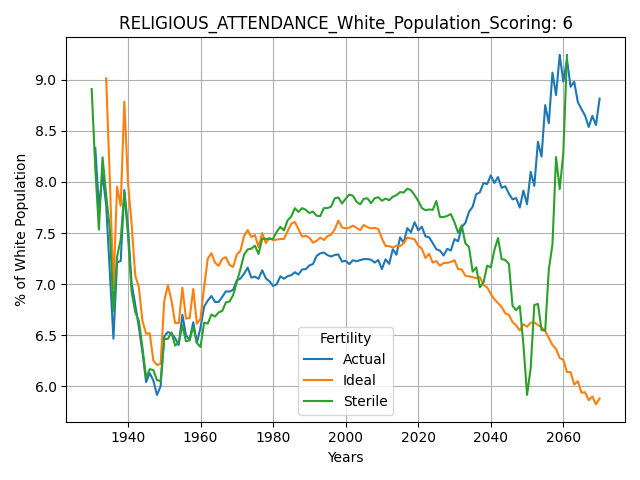 RELIGIOUS_ATTENDANCE_White_Population_Scoring: 6
% of White Population
9.0
8.5
8.0
7.5
7.0
6.5
6.0
Fertility
Actual
Ideal
Sterile
1940 1960 1980 2000 2020 2040 2060
Years